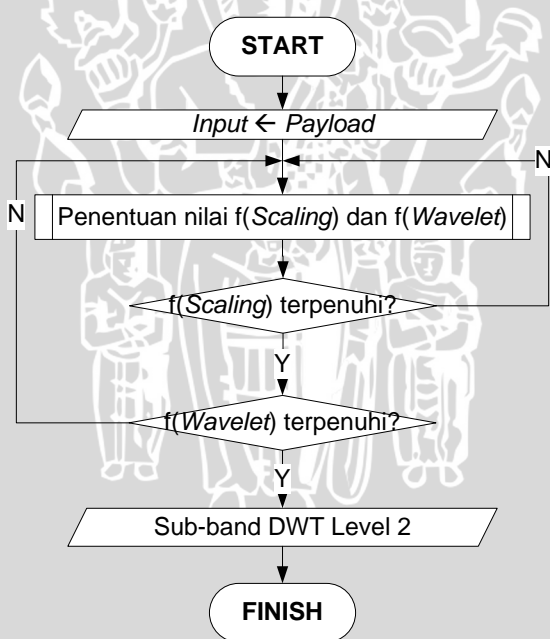 START
Input ← Payload
N
N
Penentuan nilai f(Scaling) dan f(Wavelet)
f(Scaling) terpenuhi?
Y
f(Wavelet) terpenuhi?
Y
Sub-band DWT Level 2
FINISH